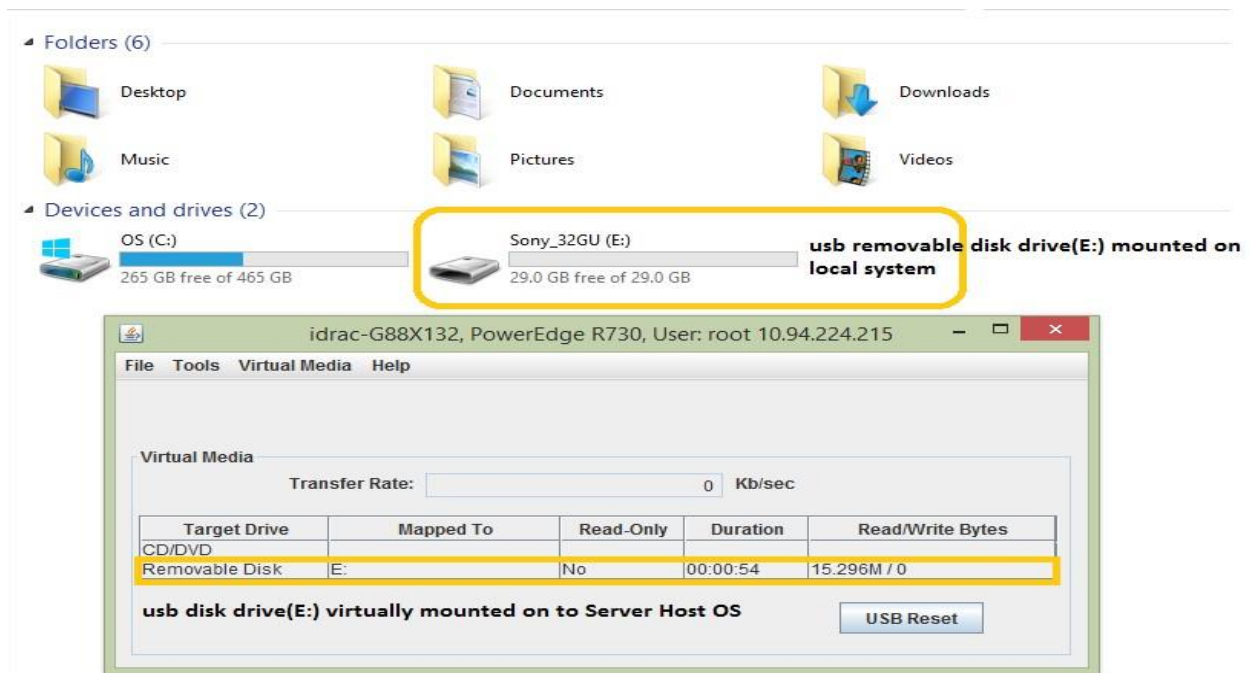 Folders (6)
Desktop Documents Downloads
Music Pictures Videos
Devices and drives (2)
OS (C:) Sony_32GU (E:)
265 GB free of 465 GB 29.0 GB free of 29.0 GB
usb removable disk drive(E:) mounted on
local system
idrac-G88X132, PowerEdge R730, User: root 10.94.224.215
File Tools Virtual Media Help
Virtual Media
Transfer Rate: 0 Kb/sec
Target Drive Mapped To Read-Only Duration Read/Write Bytes
CD/DVD
Removable Disk E: No 00:00:54 15.296M / 0
usb disk drive(E:) virtually mounted on to Server Host OS
USB Reset